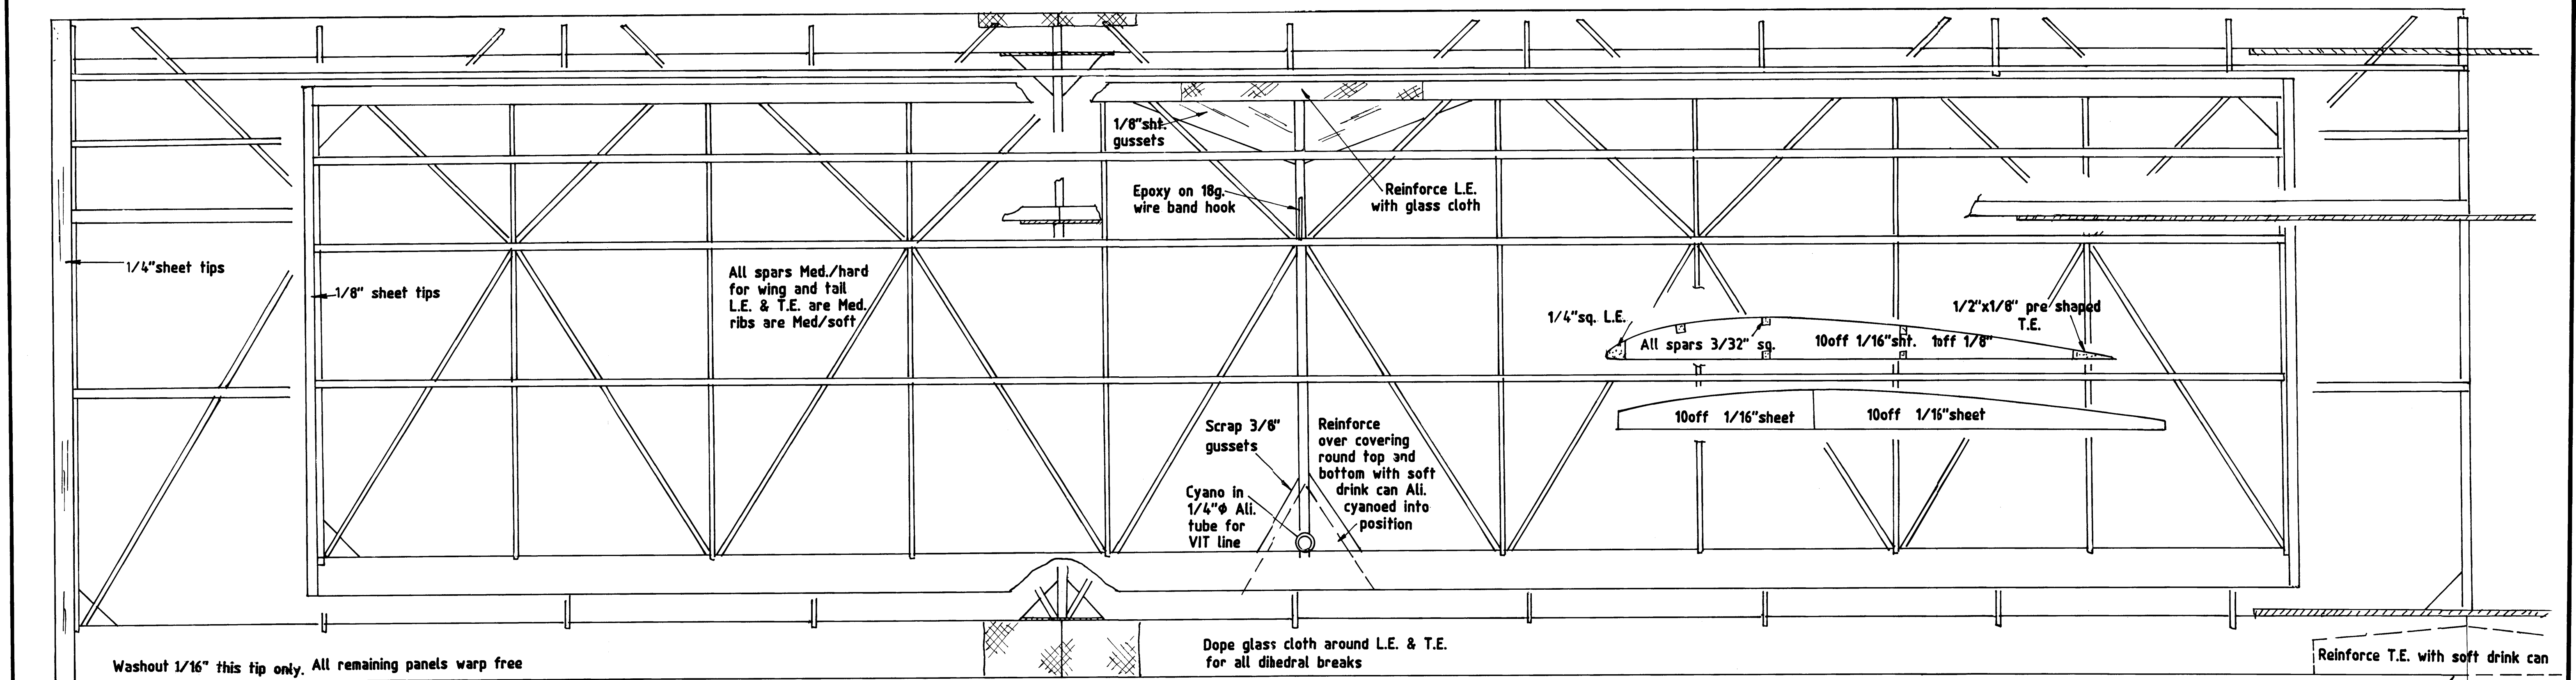 1/8"sht.
gussets
Epoxy on 18g.
wire band hook
Reinforce L.E.
with glass cloth
1/4"sheet tips
1/8" sheet tips
All spars Med./hard
for wing and tail
L.E. & T.E. are Med.
ribs are Med/soft
1/4"sq. L.E.
1/2"x1/8" pre shaped
T.E.
All spars 3/32" sq.
10off 1/16"sht. 1off 1/8"
10off 1/16"sheet
10off 1/16"sheet
Scrap 3/8"
gussets
Reinforce
over covering
round top and
bottom with soft
drink can Ali.
cyanoed into
position
Cyano in
1/4"ϕ Ali.
tube for
VIT line
Washout 1/16" this tip only. All remaining panels warp free
Dope glass cloth around L.E. & T.E.
for all dihedral breaks
Reinforce T.E. with soft drink can